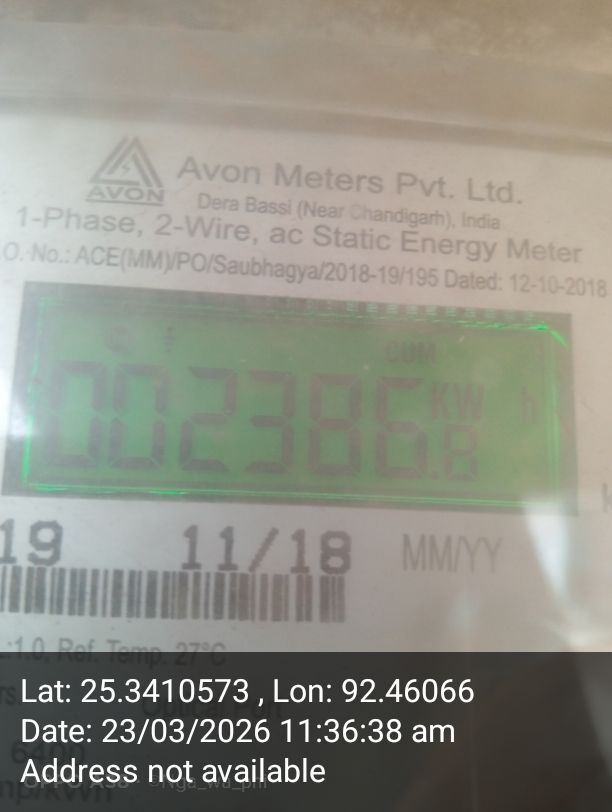 AVON
Avon Meters Pvt. Ltd.
Dera Bassi (Near Chandigarh), India
1-Phase, 2-Wire, ac Static Energy Meter
.O. No.: ACE(MM)/PO/Saubhagya/2018-19/195 Dated: 12-10-2018
CUM
002386.8 KW h
19 11/18 MM/YY
.:1.0, Ref. Temp. 27°C
Lat: 25.3410573 , Lon: 92.46066
Date: 23/03/2026 11:36:38 am
6400
Address not available